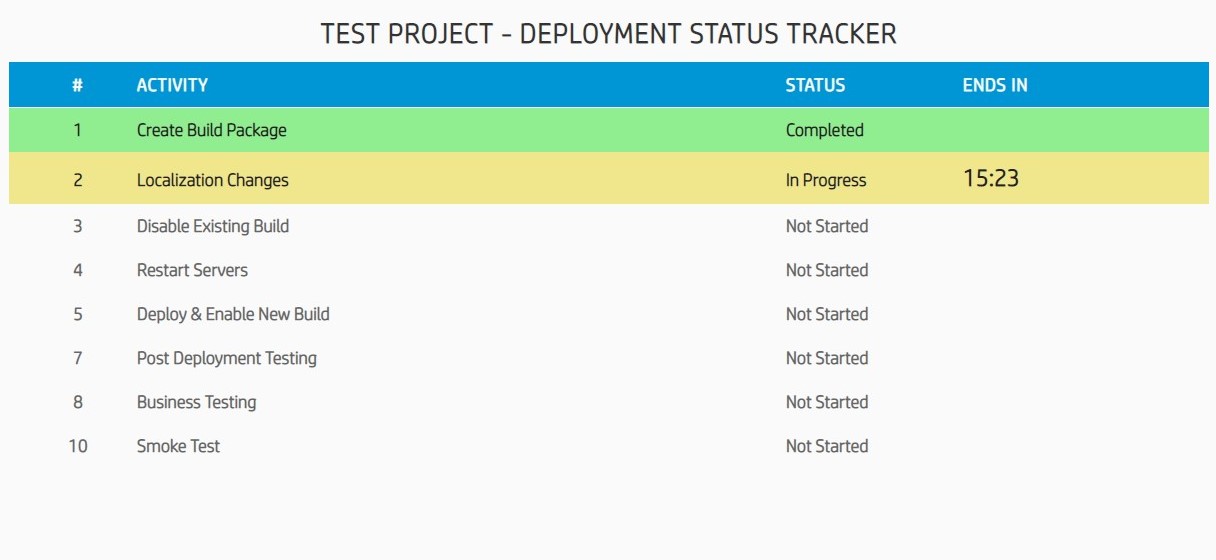 TEST PROJECT - DEPLOYMENT STATUS TRACKER
# ACTIVITY STATUS ENDS IN
1 Create Build Package Completed
2 Localization Changes In Progress 15:23
3 Disable Existing Build Not Started
4 Restart Servers Not Started
5 Deploy & Enable New Build Not Started
7 Post Deployment Testing Not Started
8 Business Testing Not Started
10 Smoke Test Not Started